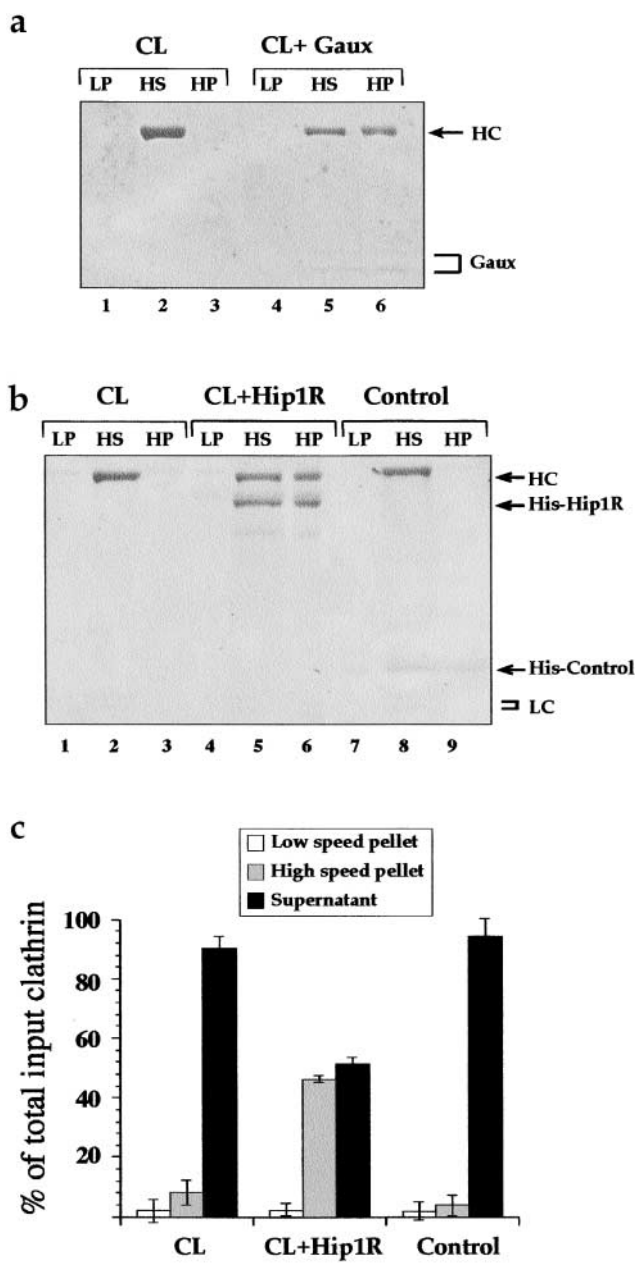 a
CL CL+ Gaux
LP HS HP LP HS HP
HC
Gaux
1 2 3 4 5 6
b
CL CL+Hip1R Control
LP HS HP LP HS HP LP HS HP
HC
His-Hip1R
His-Control
LC
1 2 3 4 5 6 7 8 9
c
Low speed pellet
High speed pellet
Supernatant
% of total input clathrin
100
80
60
40
20
CL CL+Hip1R Control